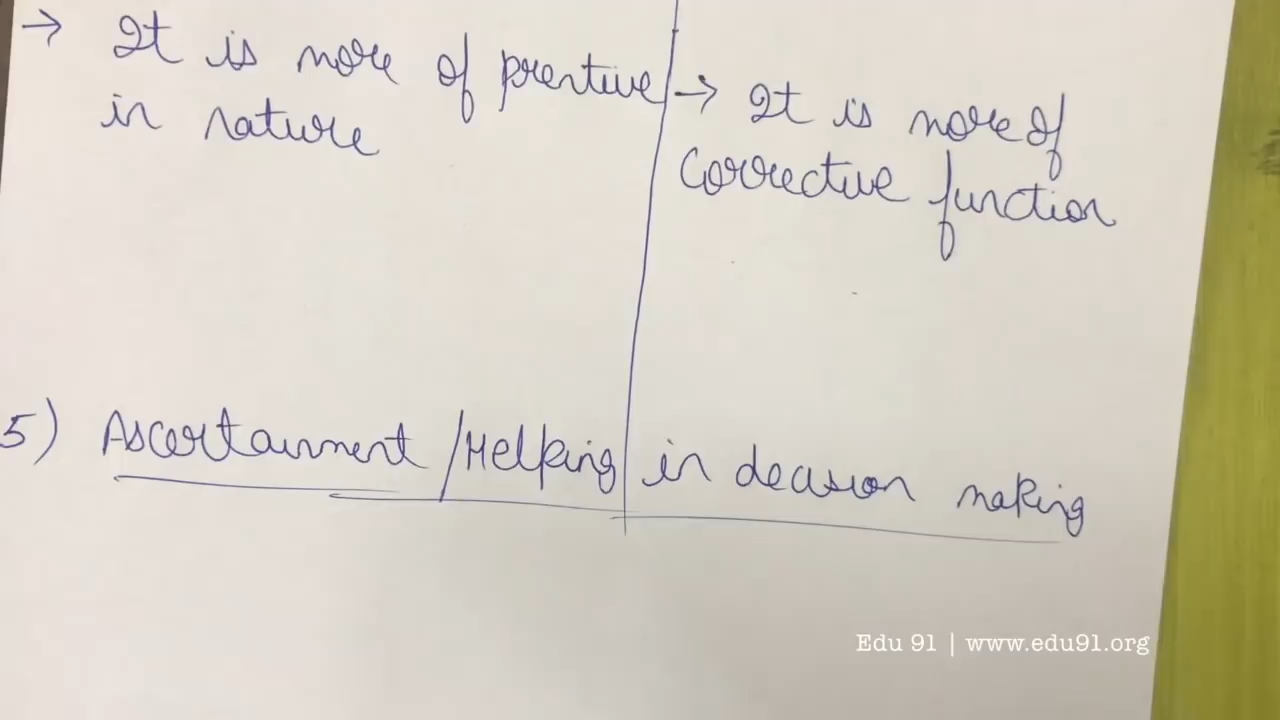 → It is more of prentive
in nature
→ It is more of
Corrective function
5) Ascertainment / Helping in decision making
Edu 91 | www.edu91.org